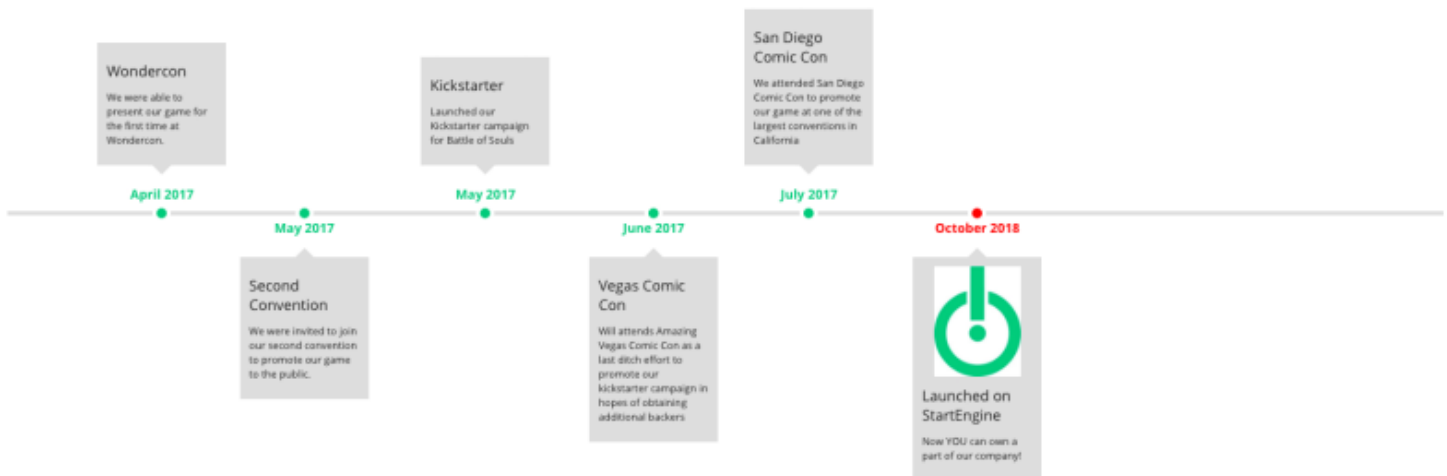 Wondercon
We were able to
present our game for
the first time at
Wondercon.
April 2017
May 2017
Second
Convention
We were invited to join
our second convention
to promote our game
to the public.
Kickstarter
Launched our
Kickstarter campaign
for Battle of Souls
May 2017
June 2017
Vegas Comic
Con
Will attends Amazing
Vegas Comic Con as a
last ditch effort to
promote our
kickstarter campaign in
hopes of obtaining
additional backers
San Diego
Comic Con
We attended San Diego
Comic Con to promote
our game at one of the
largest conventions in
California
July 2017
October 2018
Launched on
StartEngine
Now YOU can own a
part of our company!